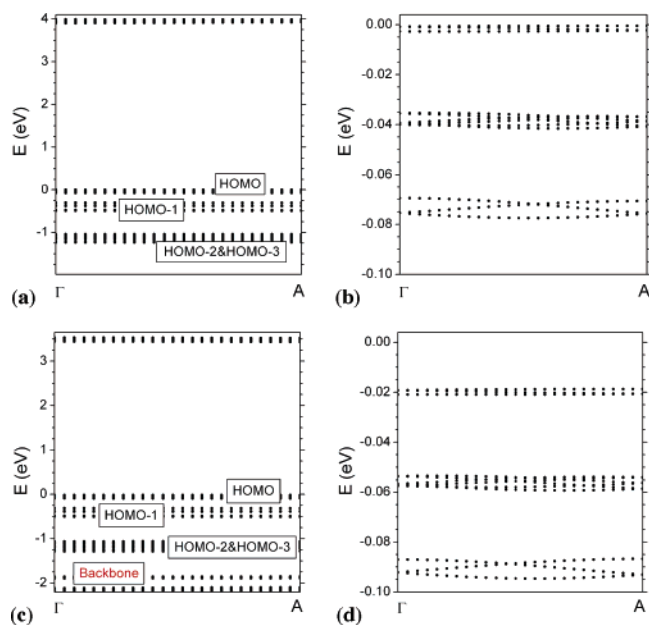 4
3
2
1
0
-1
E (eV)
HOMO
HOMO-1
HOMO-2&HOMO-3
(a)
Γ
A
0.00
-0.02
-0.04
-0.06
-0.08
-0.10
E (eV)
(b)
Γ
A
3
2
1
0
-1
-2
E (eV)
HOMO
HOMO-1
HOMO-2&HOMO-3
Backbone
(c)
Γ
A
0.00
-0.02
-0.04
-0.06
-0.08
-0.10
E (eV)
(d)
Γ
A